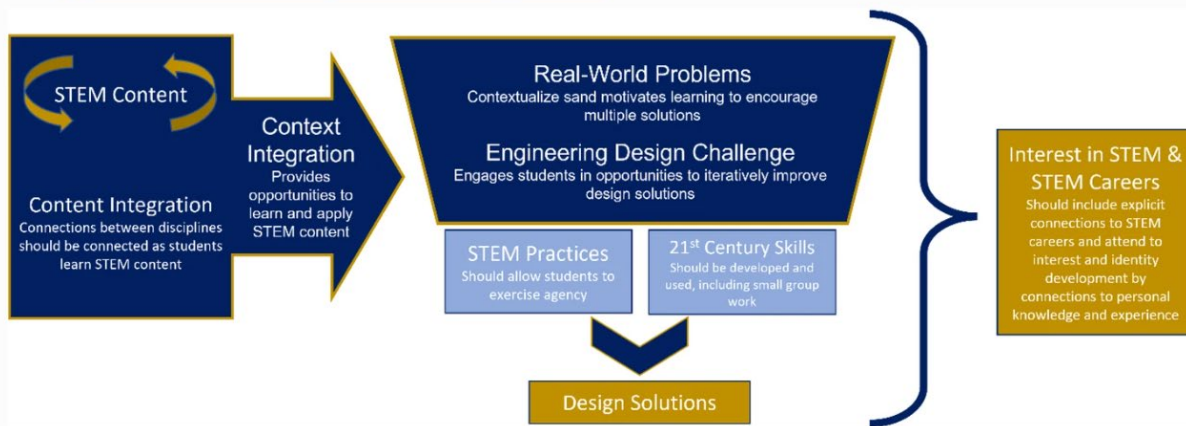 STEM Content
Content Integration
Connections between disciplines
should be connected as students
learn STEM content
Context
Integration
Provides
opportunities to
learn and apply
STEM content
Real-World Problems
Contextualize sand motivates learning to encourage
multiple solutions
Engineering Design Challenge
Engages students in opportunities to iteratively improve
design solutions
STEM Practices
Should allow students to
exercise agency
21st Century Skills
Should be developed and
used, including small group
work
Design Solutions
Interest in STEM &
STEM Careers
Should include explicit
connections to STEM
careers and attend to
interest and identity
development by
connections to personal
knowledge and experience